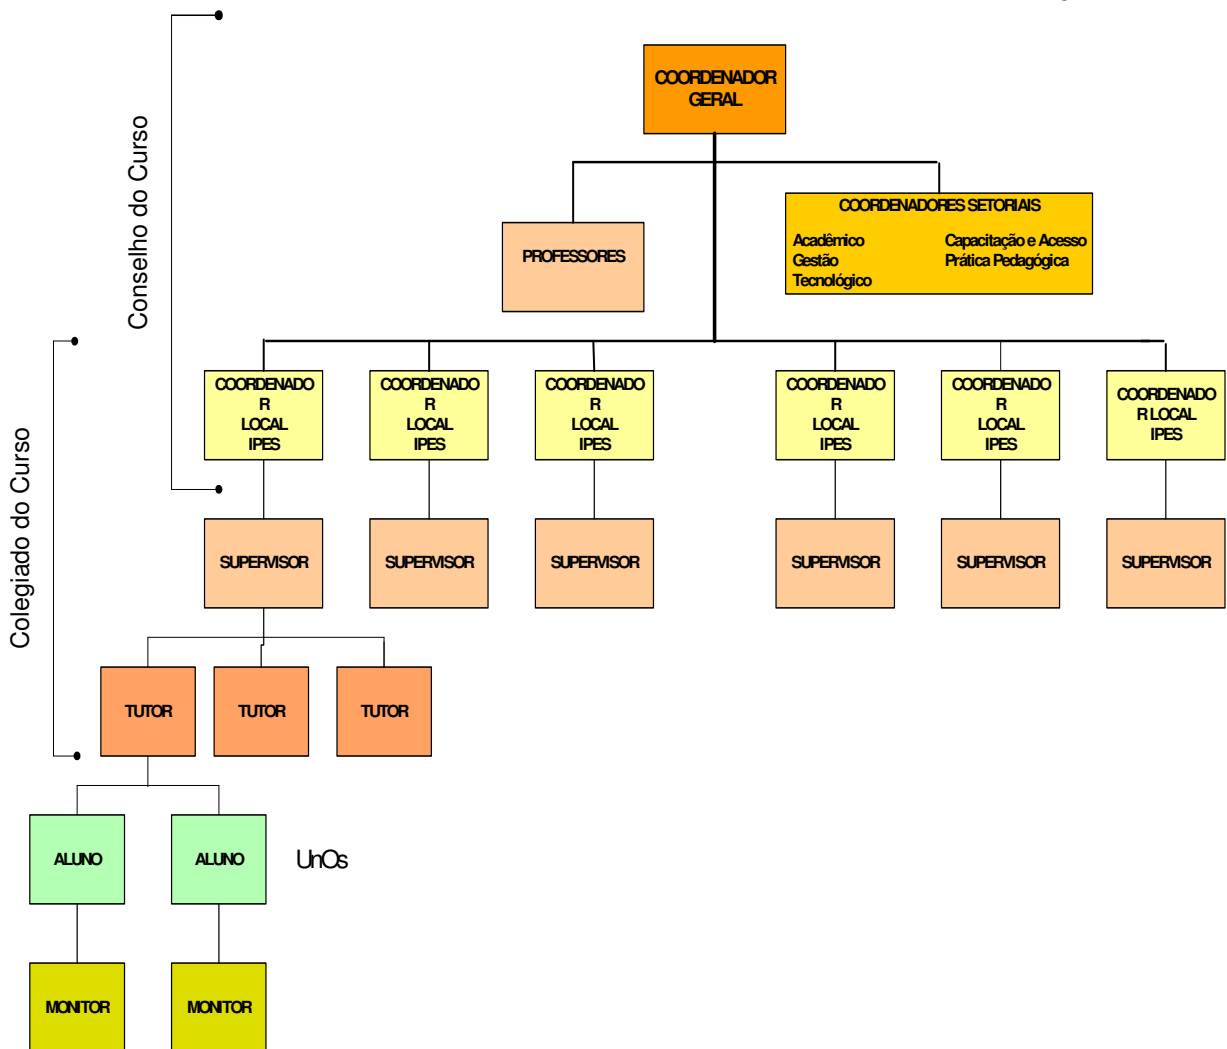 Conselho do Curso
Colegiado do Curso
COORDENADOR
GERAL
PROFESSORES
COORDENADORES SETORIAIS
Acadêmico
Gestão
Tecnológico
Capacitação e Acesso
Prática Pedagógica
COORDENADO
R
LOCAL
IPES
COORDENADO
R
LOCAL
IPES
COORDENADO
R
LOCAL
IPES
COORDENADO
R
LOCAL
IPES
COORDENADO
R
LOCAL
IPES
COORDENADO
R LOCAL
IPES
SUPERVISOR
SUPERVISOR
SUPERVISOR
SUPERVISOR
SUPERVISOR
SUPERVISOR
TUTOR
TUTOR
TUTOR
ALUNO
ALUNO
UnOs
MONITOR
MONITOR